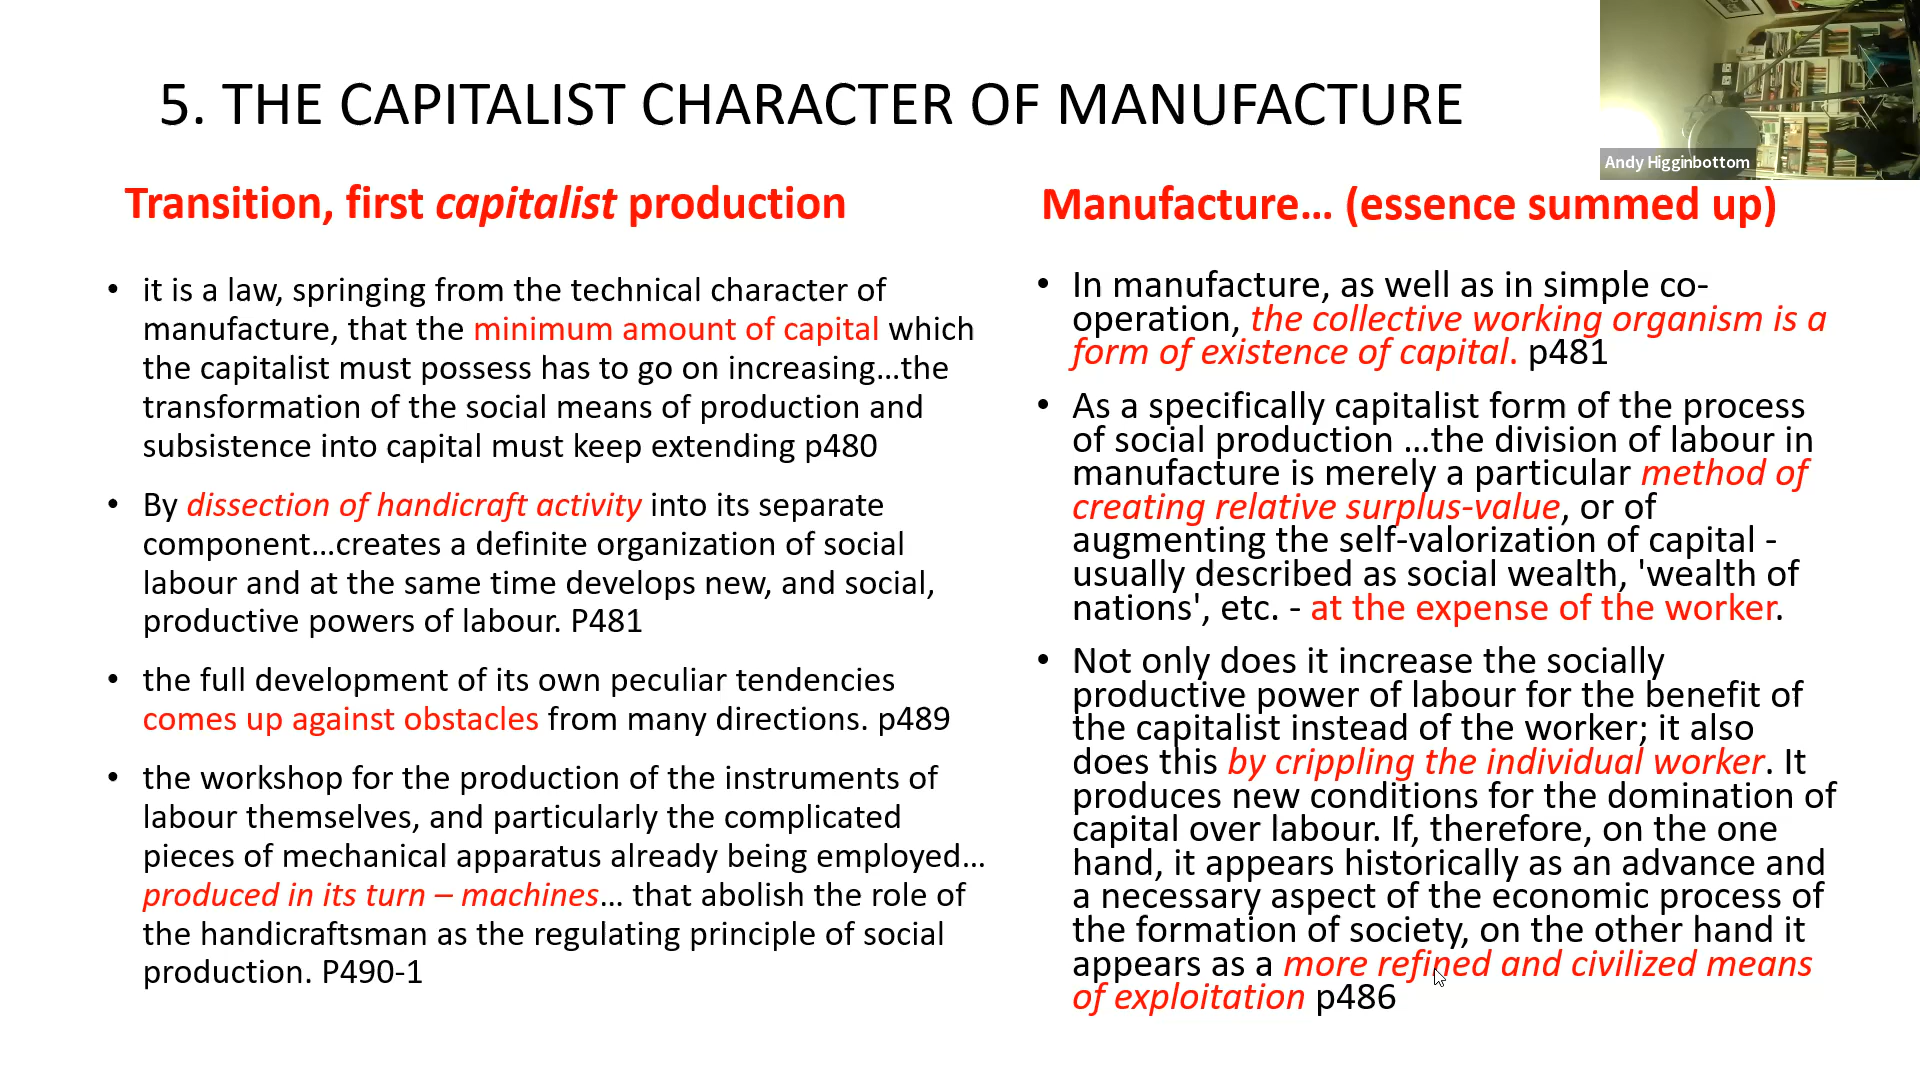 5. THE CAPITALIST CHARACTER OF MANUFACTURE
Andy Higginbottom
Transition, first capitalist production
• it is a law, springing from the technical character of
manufacture, that the minimum amount of capital which
the capitalist must possess has to go on increasing…the
transformation of the social means of production and
subsistence into capital must keep extending p480
• By dissection of handicraft activity into its separate
component…creates a definite organization of social
labour and at the same time develops new, and social,
productive powers of labour. P481
• the full development of its own peculiar tendencies
comes up against obstacles from many directions. p489
• the workshop for the production of the instruments of
labour themselves, and particularly the complicated
pieces of mechanical apparatus already being employed…
produced in its turn – machines… that abolish the role of
the handicraftsman as the regulating principle of social
production. P490-1
Manufacture… (essence summed up)
• In manufacture, as well as in simple co-
operation, the collective working organism is a
form of existence of capital. p481
• As a specifically capitalist form of the process
of social production …the division of labour in
manufacture is merely a particular method of
creating relative surplus-value, or of
augmenting the self-valorization of capital -
usually described as social wealth, 'wealth of
nations', etc. - at the expense of the worker.
• Not only does it increase the socially
productive power of labour for the benefit of
the capitalist instead of the worker; it also
does this by crippling the individual worker. It
produces new conditions for the domination of
capital over labour. If, therefore, on the one
hand, it appears historically as an advance and
a necessary aspect of the economic process of
the formation of society, on the other hand it
appears as a more refined and civilized means
of exploitation p486